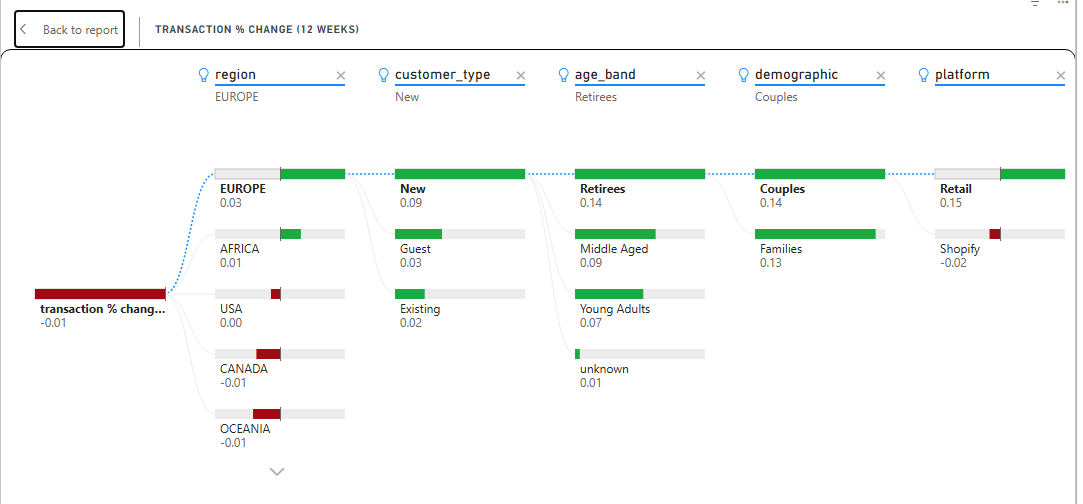 Back to report
TRANSACTION % CHANGE (12 WEEKS)
region
EUROPE
customer_type
New
age_band
Retirees
demographic
Couples
platform
transaction % chang...
-0.01
EUROPE
0.03
AFRICA
0.01
USA
0.00
CANADA
-0.01
OCEANIA
-0.01
New
0.09
Guest
0.03
Existing
0.02
Retirees
0.14
Middle Aged
0.09
Young Adults
0.07
unknown
0.01
Couples
0.14
Families
0.13
Retail
0.15
Shopify
-0.02